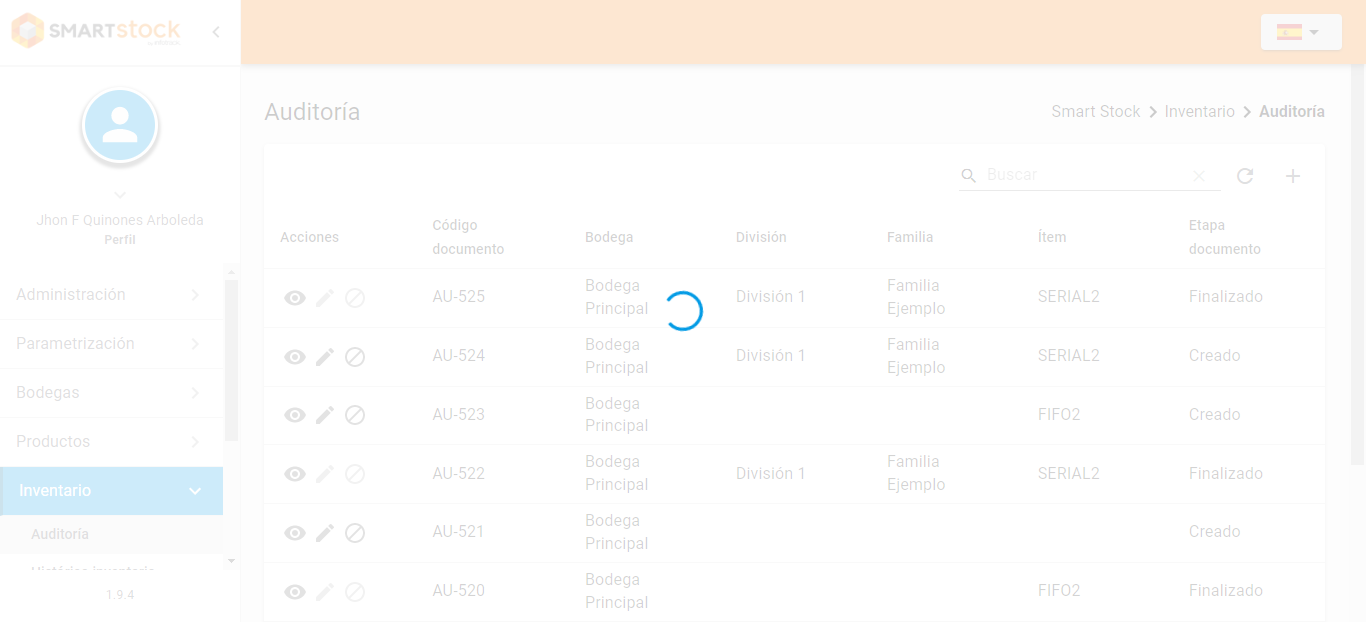 SMARTstock
Auditoría
Smart Stock
Inventario
Auditoría
Buscar
Jhon F Quinones Arboleda
Perfil
Administración
Parametrización
Bodegas
Productos
Inventario
Auditoría
Histórico inventario
1.9.4
Acciones
Código
documento
Bodega
División
Familia
Ítem
Etapa
documento
AU-525
Bodega
Principal
División 1
Familia
Ejemplo
SERIAL2
Finalizado
AU-524
Bodega
Principal
División 1
Familia
Ejemplo
SERIAL2
Creado
AU-523
Bodega
Principal
FIFO2
Creado
AU-522
Bodega
Principal
División 1
Familia
Ejemplo
SERIAL2
Finalizado
AU-521
Bodega
Principal
Creado
AU-520
Bodega
Principal
FIFO2
Finalizado